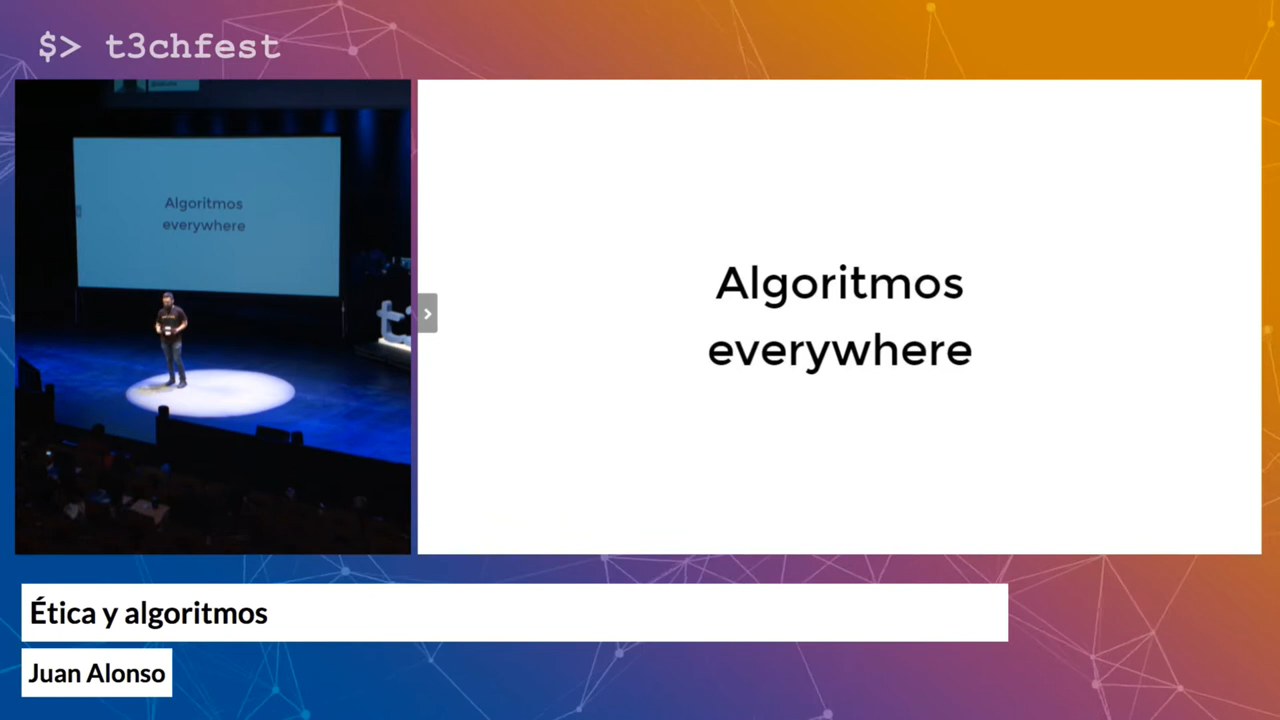 $> t3chfest
Algoritmos
everywhere
Algoritmos
everywhere
Ética y algoritmos
Juan Alonso